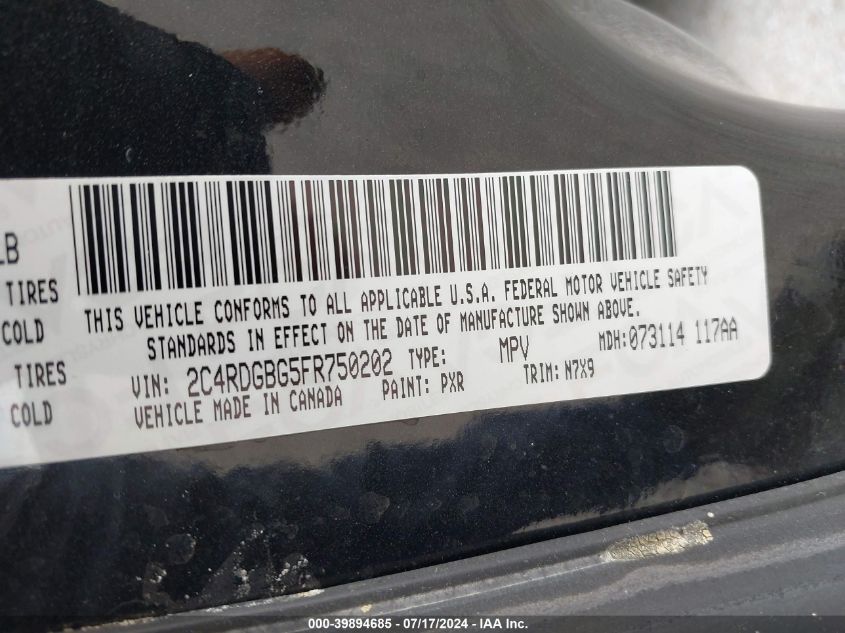 LB
TIRES
COLD
TIRES
COLD
THIS VEHICLE CONFORMS TO ALL APPLICABLE U.S.A. FEDERAL MOTOR VEHICLE SAFETY
STANDARDS IN EFFECT ON THE DATE OF MANUFACTURE SHOWN ABOVE.
VIN: 2C4RDGBG5FR750202 TYPE: MPV MDH:073114 117AA
VEHICLE MADE IN CANADA PAINT: PXR TRIM: N7X9
000-39894685 - 07/17/2024 - IAA Inc.